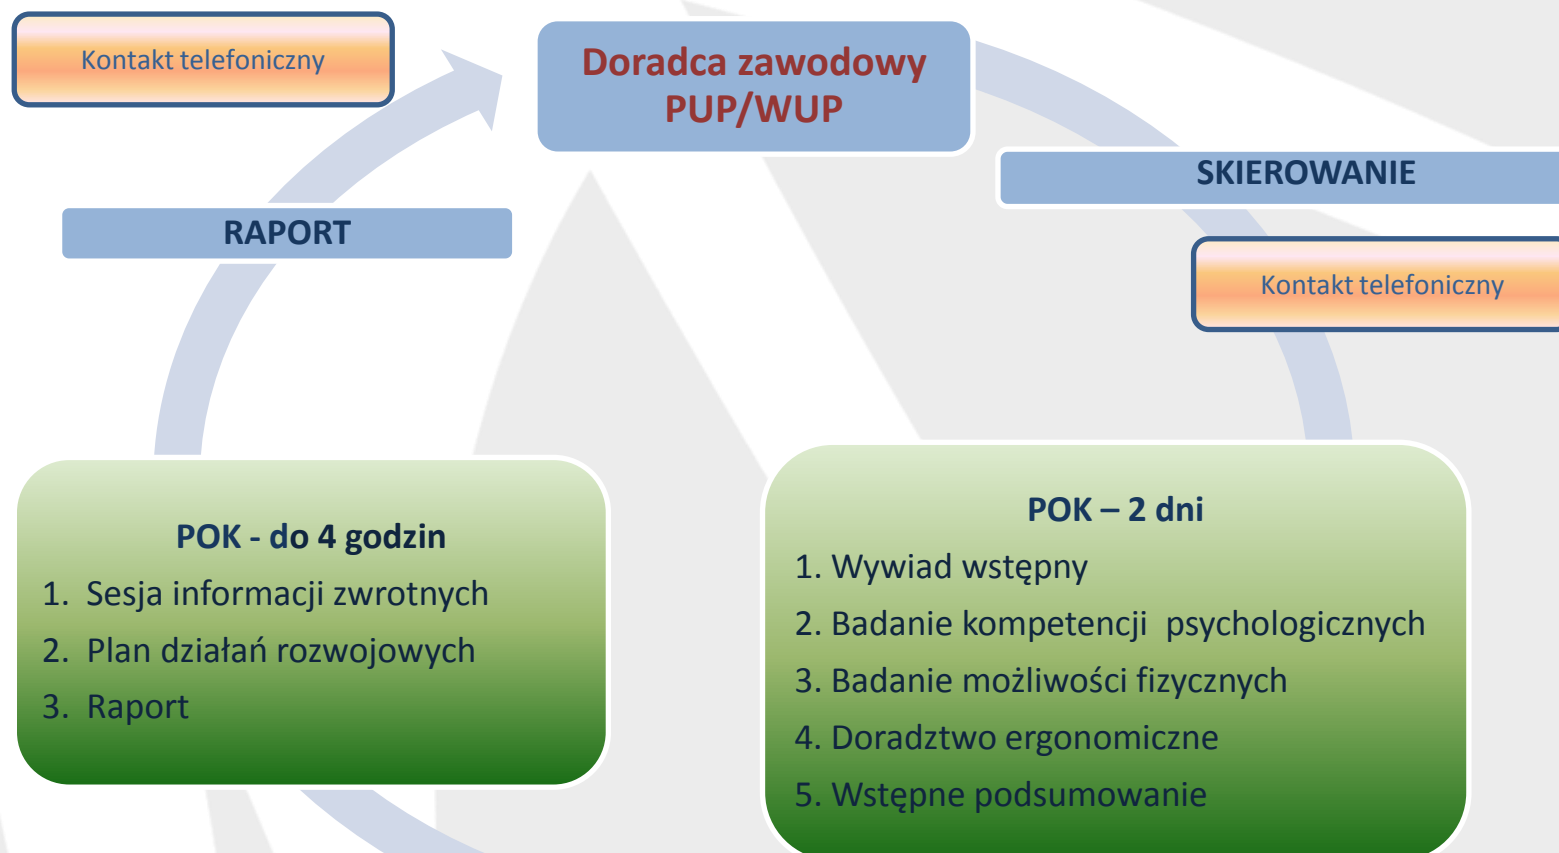 Kontakt telefoniczny
Doradca zawodowy
PUP/WUP
SKIEROWANIE
RAPORT
Kontakt telefoniczny
POK - do 4 godzin
1. Sesja informacji zwrotnych
2. Plan działań rozwojowych
3. Raport
POK – 2 dni
1. Wywiad wstępny
2. Badanie kompetencji psychologicznych
3. Badanie możliwości fizycznych
4. Doradztwo ergonomiczne
5. Wstępne podsumowanie